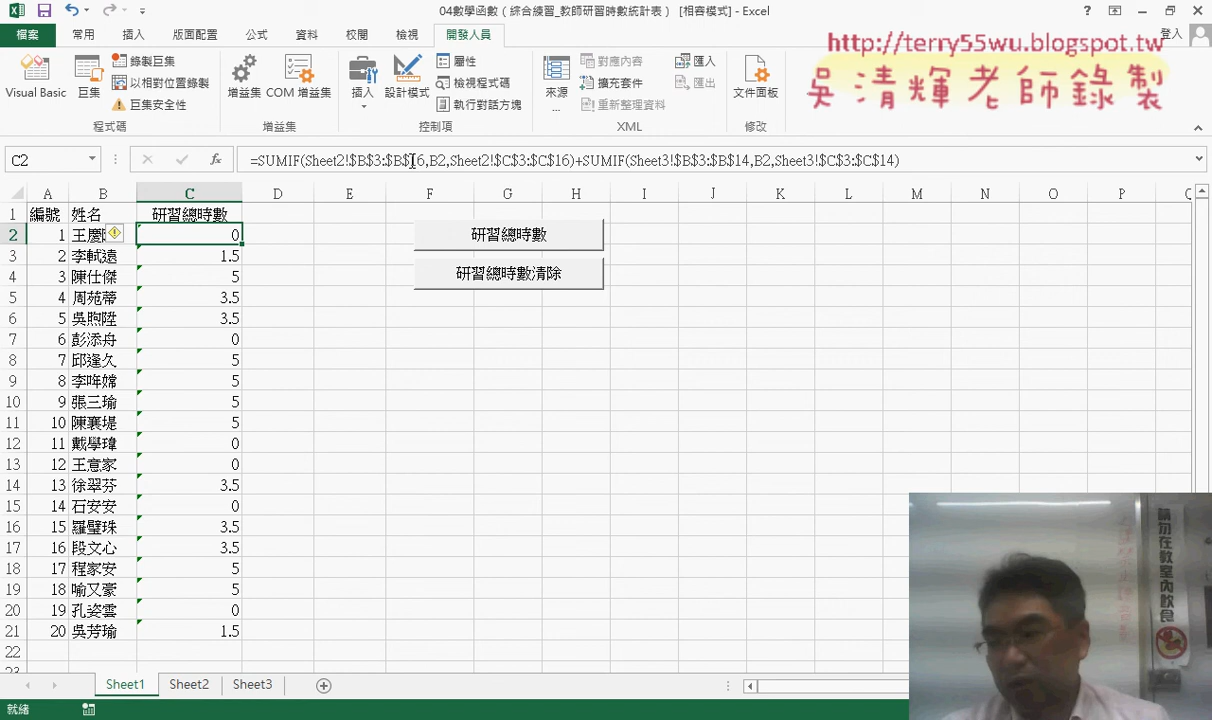 04數學函數（綜合練習_教師研習時數統計表） [相容模式] - Excel
檔案 常用 插入 版面配置 公式 資料 校閱 檢視 開發人員 登入
http://terry55wu.blogspot.tw
吳清輝老師錄製
Visual Basic 巨集 錄製巨集 以相對位置錄製 巨集安全性 程式碼
增益集 COM 增益集 增益集
插入 設計模式 屬性 檢視程式碼 執行對話方塊 控制項
來源... 對應內容 擴充套件 重新整理資料 匯入 匯出 XML
文件面板 修改
C2 fx =SUMIF(Sheet2!$B$3:$B$16,B2,Sheet2!$C$3:$C$16)+SUMIF(Sheet3!$B$3:$B$14,B2,Sheet3!$C$3:$C$14)
A B C D E F G H I J K L M N O P Q
1 編號 姓名 研習總時數
2 1 王慶 0
3 2 李軾遠 1.5
4 3 陳仕傑 5
5 4 周苑蒂 3.5
6 5 吳煦陞 3.5
7 6 彭添舟 0
8 7 邱逢久 5
9 8 李哖嫦 5
10 9 張三瑜 5
11 10 陳襄堤 5
12 11 戴學瑋 0
13 12 王意家 0
14 13 徐翠芬 3.5
15 14 石安安 0
16 15 羅璧珠 3.5
17 16 段文心 3.5
18 17 程家安 5
19 18 喻又豪 5
20 19 孔姿雲 0
21 20 吳芳瑜 1.5
22
23
研習總時數
研習總時數清除
請勿在教室內飲食
Sheet1 Sheet2 Sheet3
就緒